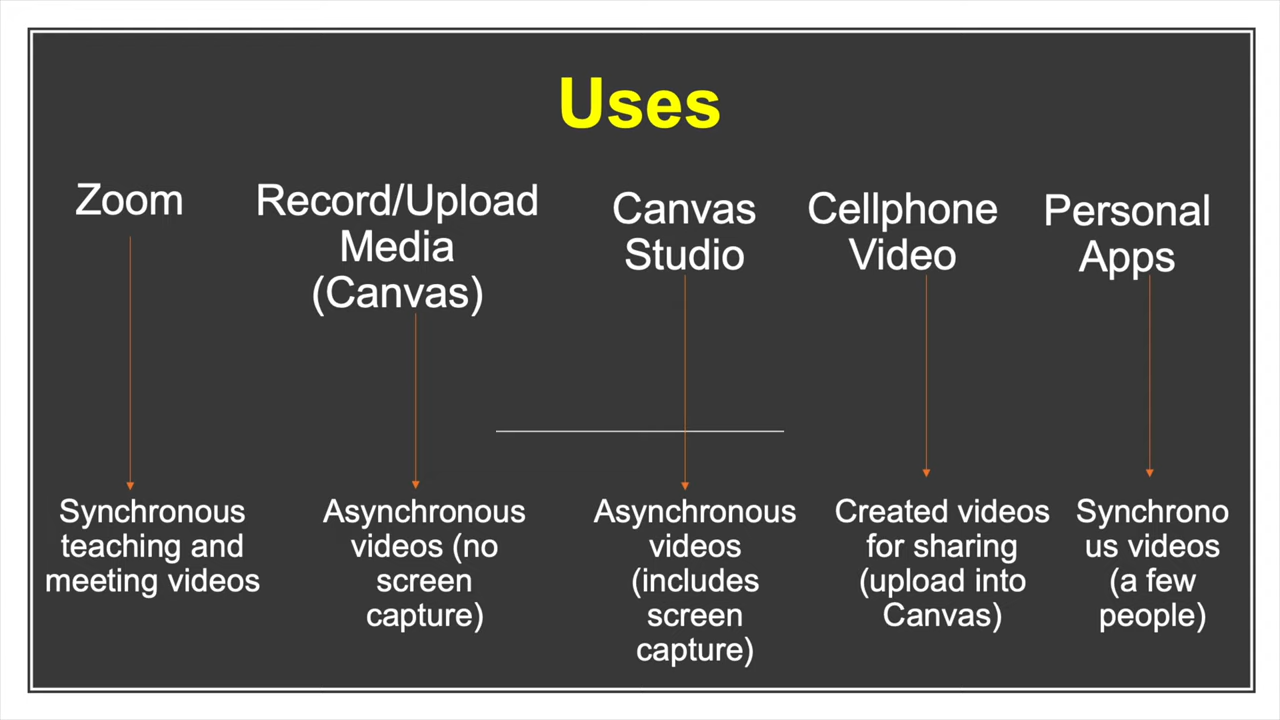 Uses
Zoom
Record/Upload
Media
(Canvas)
Canvas
Studio
Cellphone
Video
Personal
Apps
Synchronous
teaching and
meeting videos
Asynchronous
videos (no
screen
capture)
Asynchronous
videos
(includes
screen
capture)
Created videos
for sharing
(upload into
Canvas)
Synchrono
us videos
(a few
people)